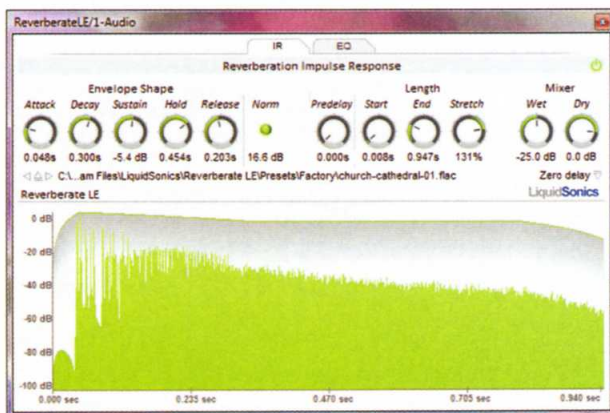 ReverberateLE/1-Audio
IR EQ
Reverberation Impulse Response
Envelope Shape Length Mixer
Attack Decay Sustain Hold Release Norm Predelay Start End Stretch Wet Dry
0.048s 0.300s -5.4 dB 0.454s 0.203s 16.6 dB 0.000s 0.008s 0.947s 131% -25.0 dB 0.0 dB
C:\...am Files\LiquidSonics\Reverberate LE\Presets\Factory\church-cathedral-01.flac Zero delay
Reverberate LE LiquidSonics
0 dB
-20 dB
-40 dB
-60 dB
-80 dB
-100 dB
0.000 sec 0.235 sec 0.470 sec 0.705 sec 0.940 sec